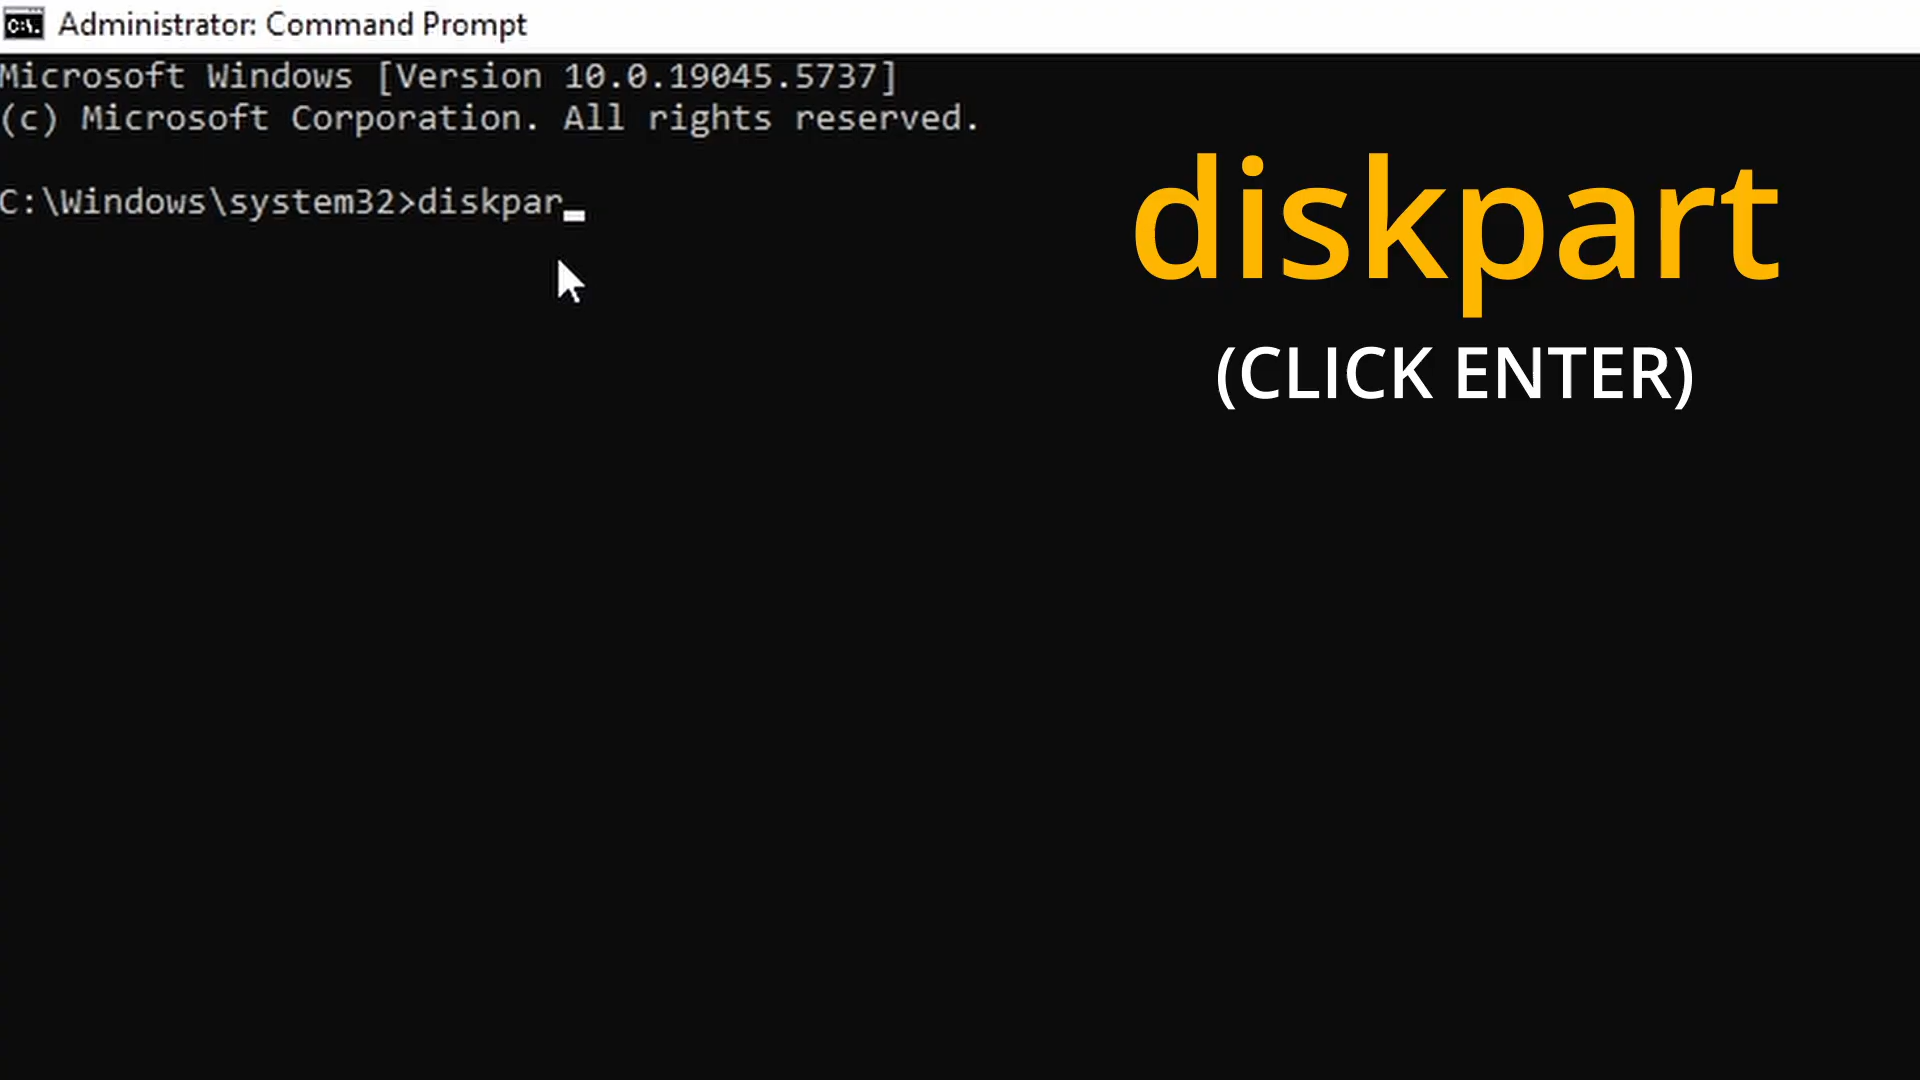 Administrator: Command Prompt
Microsoft Windows [Version 10.0.19045.5737]
(c) Microsoft Corporation. All rights reserved.
C:\Windows\system32>diskpar
diskpart
(CLICK ENTER)